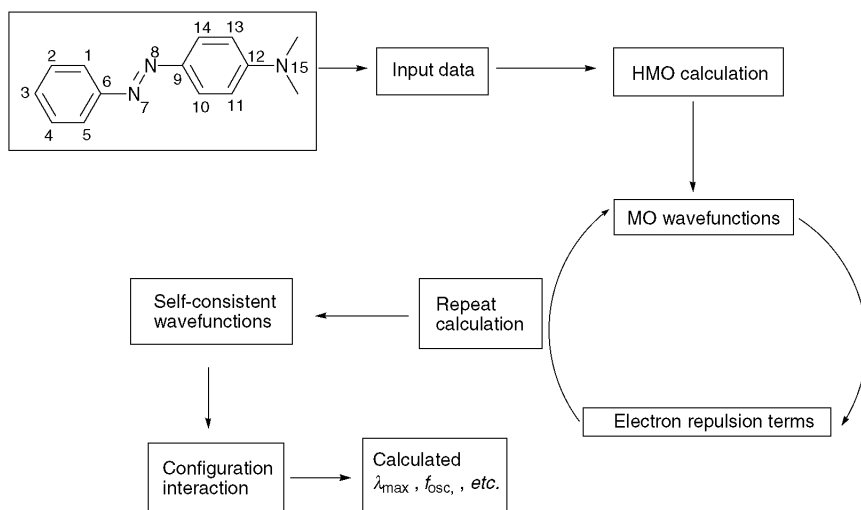 14 13
2 1 8 12 N 15
Input data
HMO calculation
3 6 N 9
N
7 10 11
4 5
MO wavefunctions
Self-consistent
wavefunctions
Repeat
calculation
Electron repulsion terms
Configuration
interaction
Calculated
λmax , fosc, , etc.